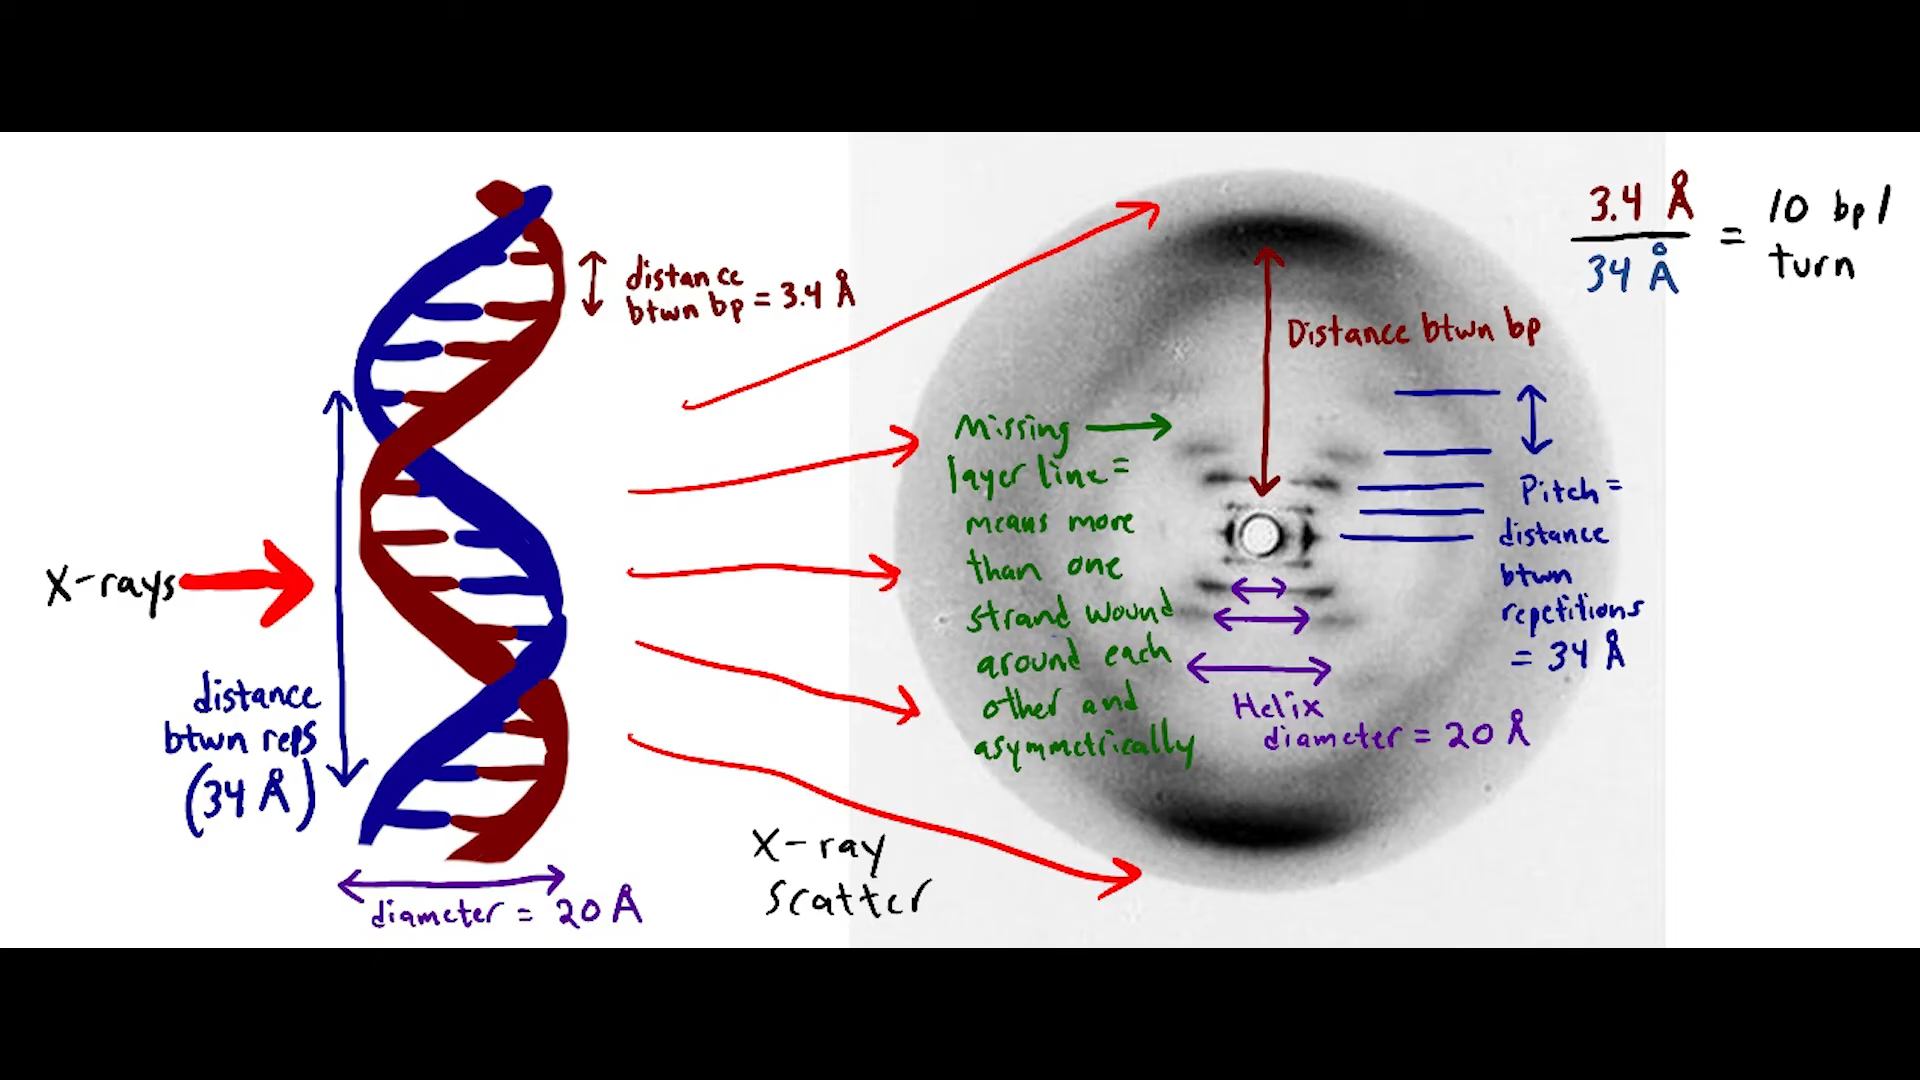 distance
btwn bp = 3.4 Å
X-rays
distance
btwn reps
(34 Å)
diameter = 20 Å
X-ray
scatter
Missing
layer line =
means more
than one
strand wound
around each
other and
asymmetrically
Distance btwn bp
Pitch =
distance
btwn
repetitions
= 34 Å
Helix
diameter = 20 Å
3.4 Å
34 Å
= 10 bp/
turn